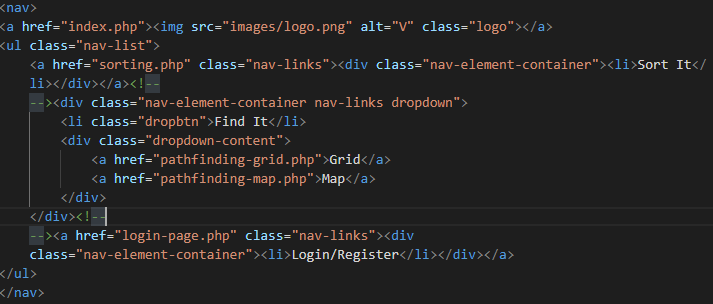 <nav>
<a href="index.php"><img src="images/logo.png" alt="V" class="logo"></a>
<ul class="nav-list">
    <a href="sorting.php" class="nav-links"><div class="nav-element-container"><li>Sort It</
    li></div></a><!--
    --><div class="nav-element-container nav-links dropdown">
        <li class="dropbtn">Find It</li>
        <div class="dropdown-content">
            <a href="pathfinding-grid.php">Grid</a>
            <a href="pathfinding-map.php">Map</a>
        </div>
    </div><!--
    --><a href="login-page.php" class="nav-links"><div
    class="nav-element-container"><li>Login/Register</li></div></a>
</ul>
</nav>